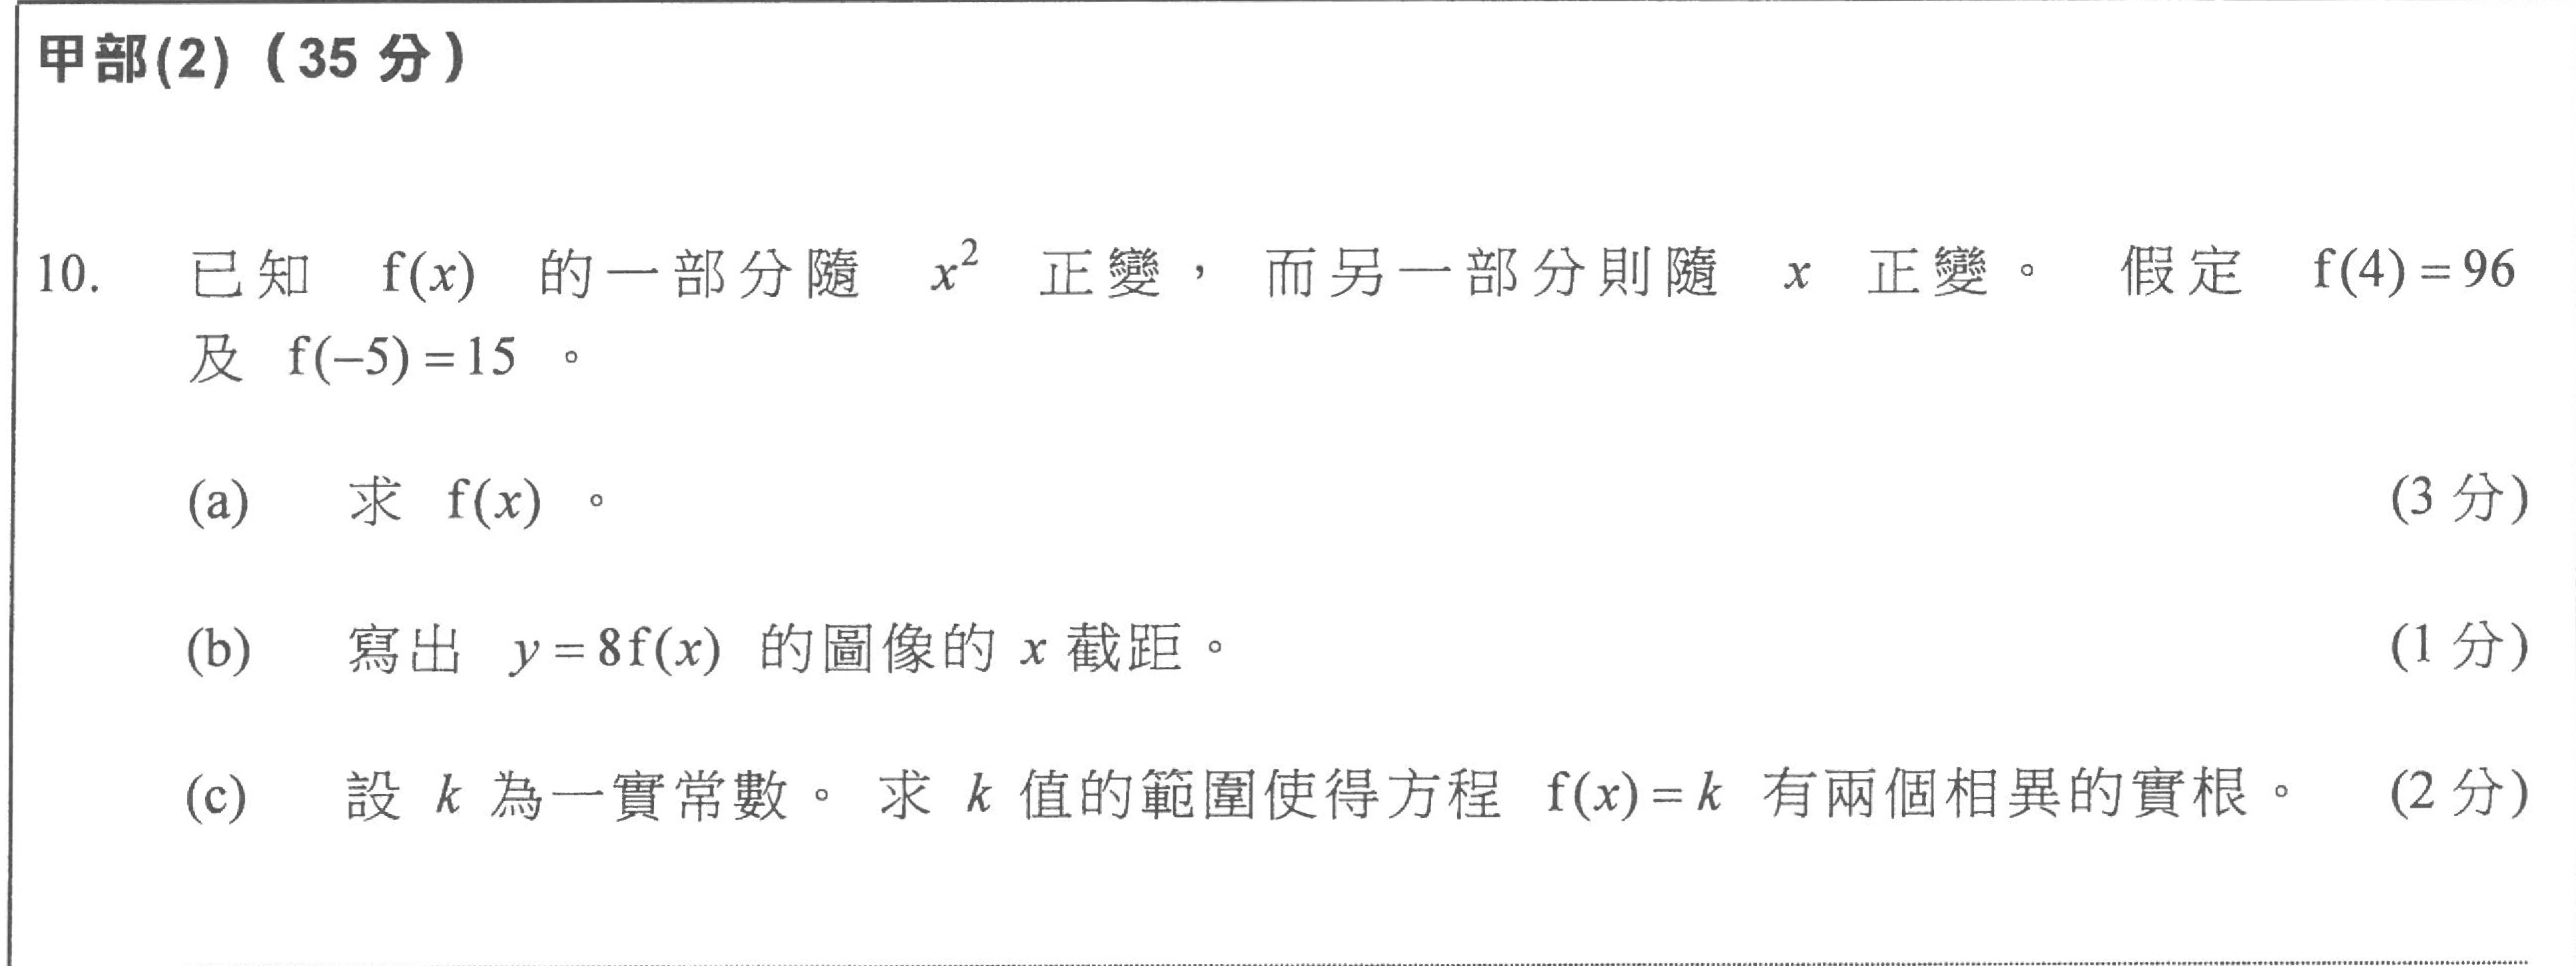 甲部(2)（35 分）
10. 已知 f(x) 的一部分隨 x² 正變，而另一部分則隨 x 正變。 假定 f(4) = 96
及 f(−5) = 15 。
(a) 求 f(x) 。 (3 分)
(b) 寫出 y = 8f(x) 的圖像的 x 截距。 (1 分)
(c) 設 k 為一實常數。 求 k 值的範圍使得方程 f(x) = k 有兩個相異的實根。 (2 分)